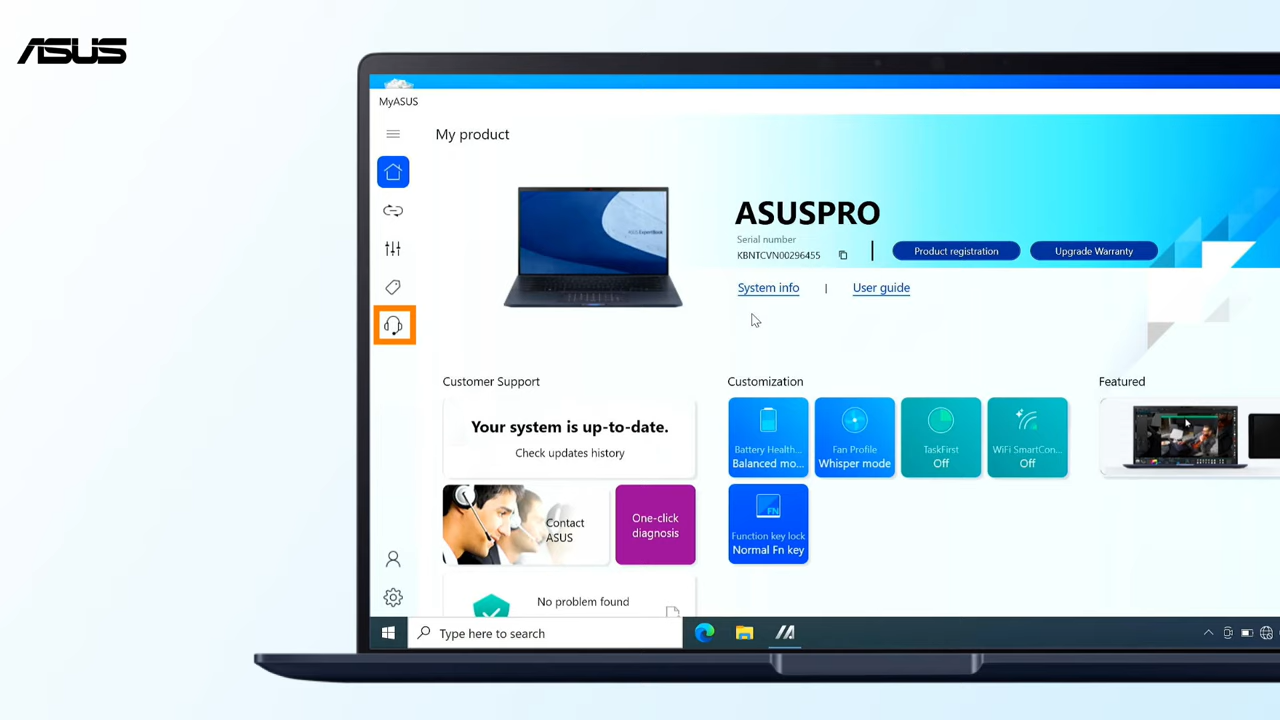 ASUS
MyASUS
My product
ASUSPRO
Serial number
KBNTCVN00296455
Product registration
Upgrade Warranty
System info
|
User guide
Customer Support
Your system is up-to-date.
Check updates history
Contact
ASUS
One-click
diagnosis
No problem found
Customization
Battery Health...
Balanced mo...
Fan Profile
Whisper mode
TaskFirst
Off
WiFi SmartCon...
Off
FN
Function key lock
Normal Fn key
Featured
Type here to search